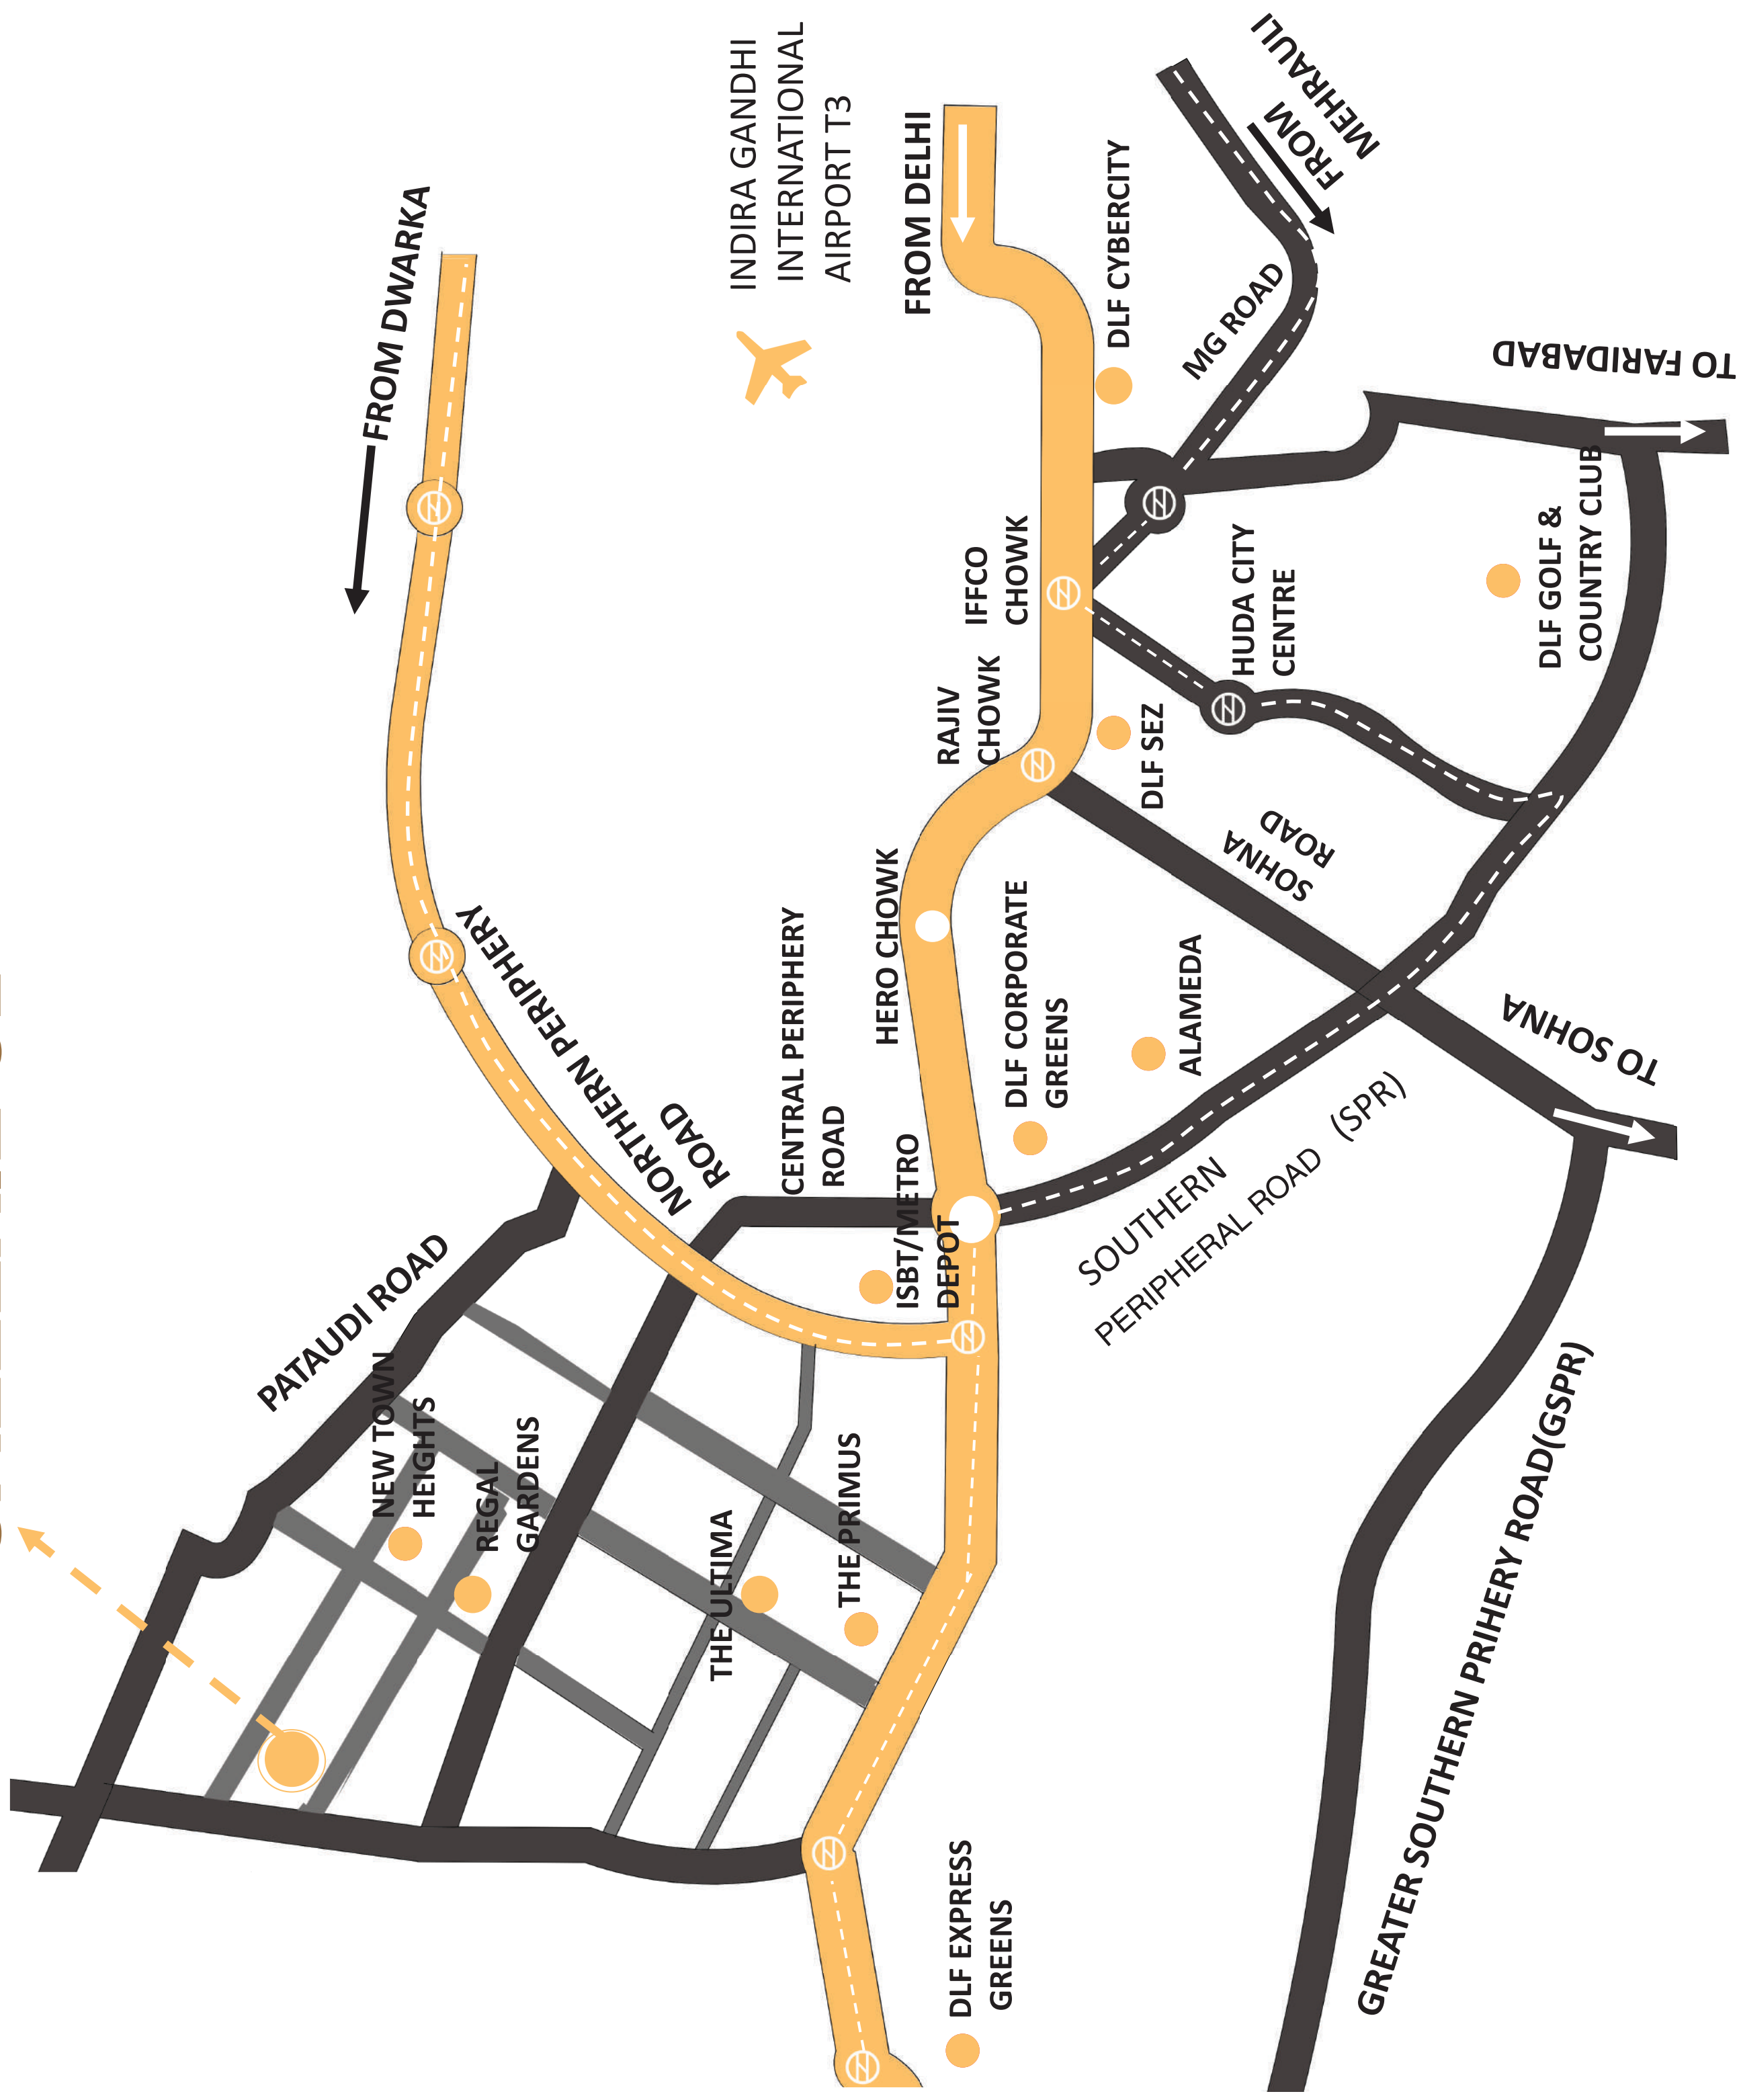 FROM DWARKA
INDIRA GANDHI
INTERNATIONAL
AIRPORT T3
FROM DELHI
FROM
MEHRAULI
DLF CYBERCITY
MG ROAD
TO FARIDABAD
IFFCO
CHOWK
HUDA CITY
CENTRE
DLF GOLF &
COUNTRY CLUB
RAJIV
CHOWK
DLF SEZ
SOHNA
ROAD
HERO CHOWK
DLF CORPORATE
GREENS
ALAMEDA
TO SOHNA
NORTHERN PERIPHERY
ROAD
CENTRAL PERIPHERY
ROAD
ISBT/METRO
DEPOT
SOUTHERN
PERIPHERAL ROAD (SPR)
PATAUDI ROAD
NEW TOWN
HEIGHTS
REGAL
GARDENS
THE ULTIMA
THE PRIMUS
GREATER SOUTHERN PRIHERY ROAD(GSPR)
DLF EXPRESS
GREENS